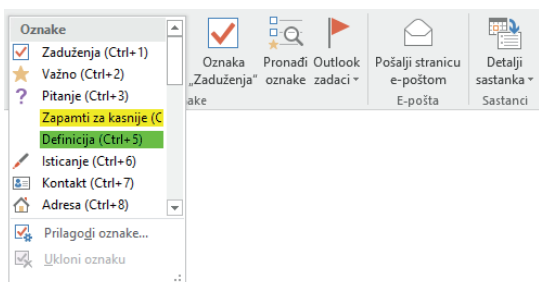 Oznake
Zaduženja (Ctrl+1)
Važno (Ctrl+2)
Pitanje (Ctrl+3)
Zapamti za kasnije (C
Definicija (Ctrl+5)
Isticanje (Ctrl+6)
Kontakt (Ctrl+7)
Adresa (Ctrl+8)
Prilagodi oznake...
Ukloni oznaku
Oznaka
„Zaduženja"
Pronađi
oznake
Outlook
zadaci
ake
Pošalji stranicu
e-poštom
E-pošta
Detalji
sastanka
Sastanci